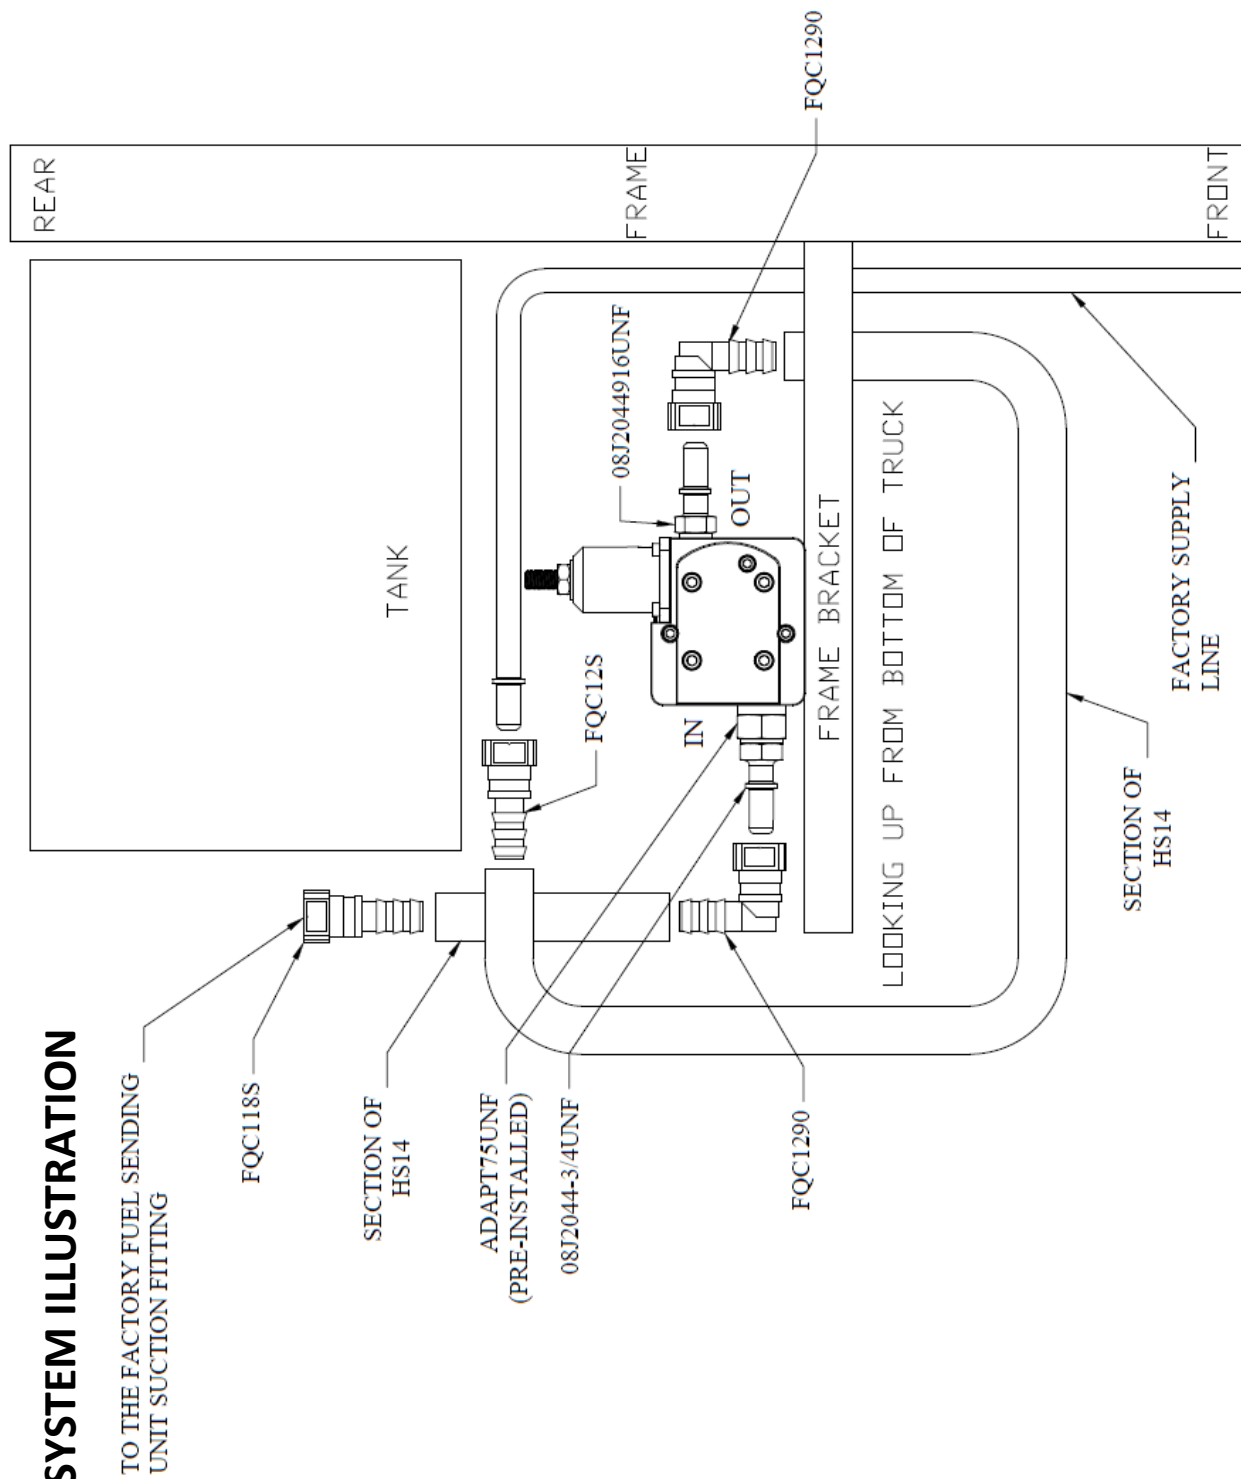 SYSTEM ILLUSTRATION
TO THE FACTORY FUEL SENDING
UNIT SUCTION FITTING
FQC118S
SECTION OF
HS14
ADAPT75UNF
(PRE-INSTALLED)
08J2044-3/4UNF
FQC1290
REAR
TANK
FRAME
FQC12S
08J2044916UNF
FQC1290
IN
OUT
FRAME BRACKET
LOOKING UP FROM BOTTOM OF TRUCK
SECTION OF
HS14
FACTORY SUPPLY
LINE
FRONT